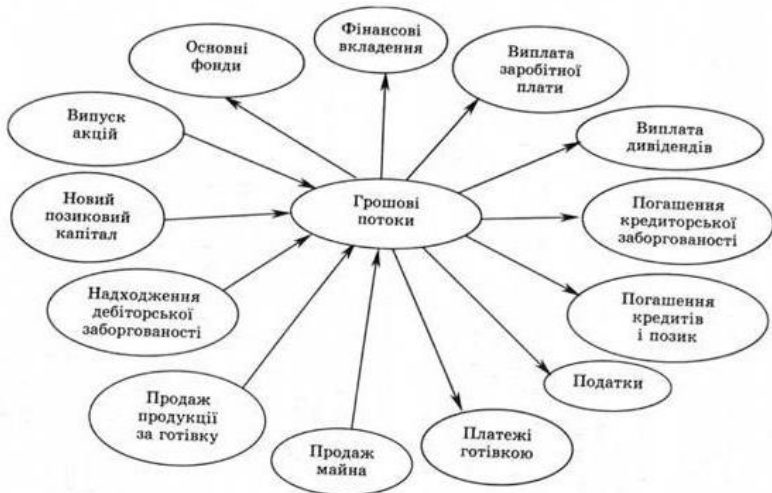 Основні
фонди
Фінансові
вкладення
Виплата
заробітної
плати
Випуск
акцій
Виплата
дивідендів
Новий
позиковий
капітал
Грошові
потоки
Погашення
кредиторської
заборгованості
Надходження
дебіторської
заборгованості
Погашення
кредитів
і позик
Продаж
продукції
за готівку
Продаж
майна
Платежі
готівкою
Податки